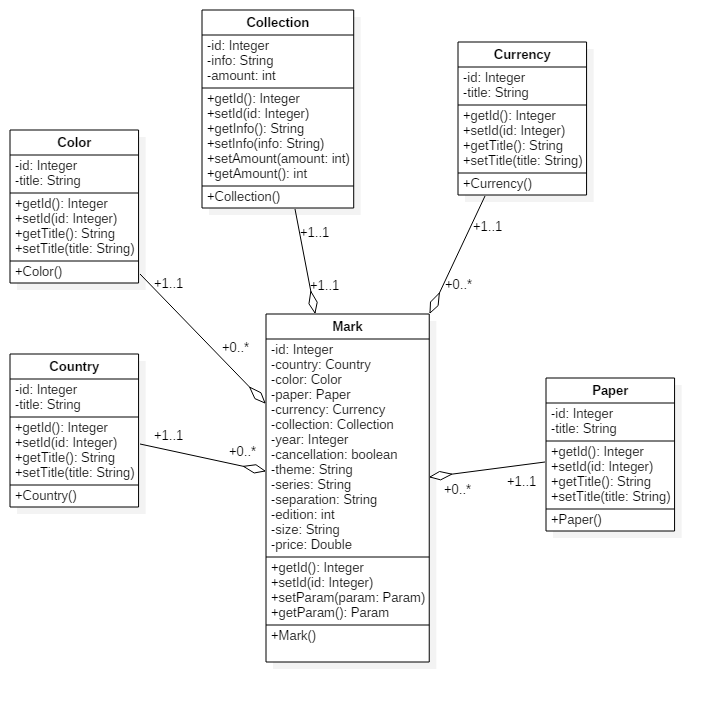 Collection
-id: Integer
-info: String
-amount: int
+getId(): Integer
+setId(id: Integer)
+getInfo(): String
+setInfo(info: String)
+setAmount(amount: int)
+getAmount(): int
+Collection()
Currency
-id: Integer
-title: String
+getId(): Integer
+setId(id: Integer)
+getTitle(): String
+setTitle(title: String)
+Currency()
Color
-id: Integer
-title: String
+getId(): Integer
+setId(id: Integer)
+getTitle(): String
+setTitle(title: String)
+Color()
+1..1
+1..1
+1..1
+1..1
+0..*
+0..*
Country
-id: Integer
-title: String
+getId(): Integer
+setId(id: Integer)
+getTitle(): String
+setTitle(title: String)
+Country()
+1..1
+0..*
Mark
-id: Integer
-country: Country
-color: Color
-paper: Paper
-currency: Currency
-collection: Collection
-year: Integer
-cancellation: boolean
-theme: String
-series: String
-separation: String
-edition: int
-size: String
-price: Double
+getId(): Integer
+setId(id: Integer)
+setParam(param: Param)
+getParam(): Param
+Mark()
+0..*
+1..1
Paper
-id: Integer
-title: String
+getId(): Integer
+setId(id: Integer)
+getTitle(): String
+setTitle(title: String)
+Paper()